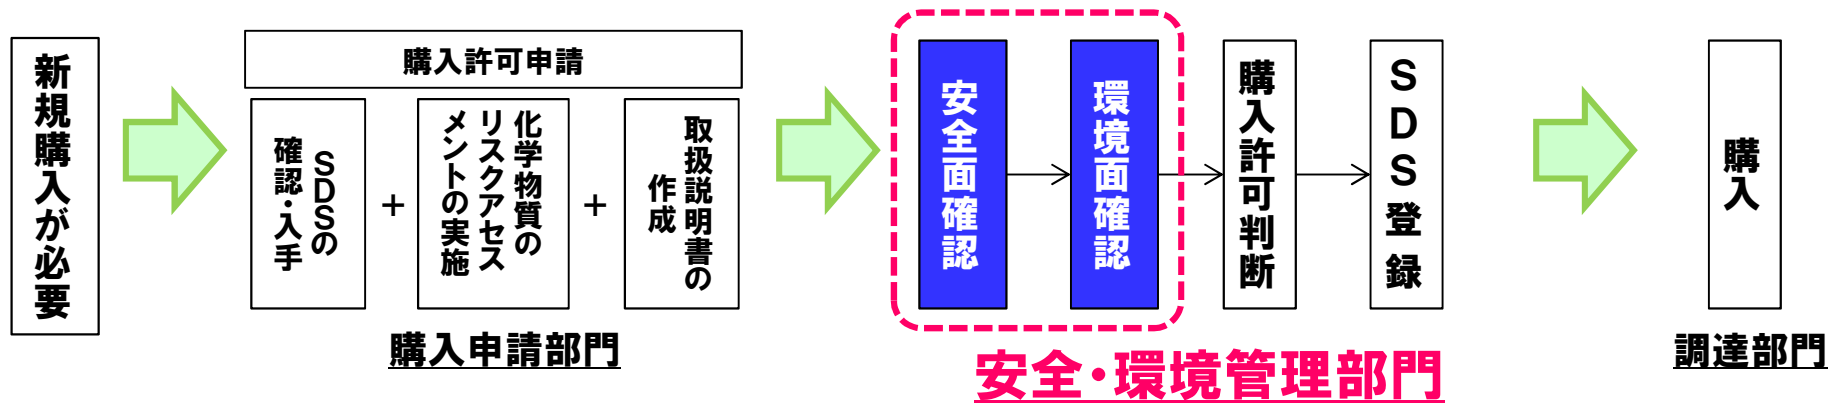 新規購入が必要
購入許可申請
SDSの
確認・入手
+
化学物質の
リスクアセス
メントの実施
+
取扱説明書の
作成
購入申請部門
安全面確認
環境面確認
購入許可判断
SDS登録
安全・環境管理部門
購入
調達部門